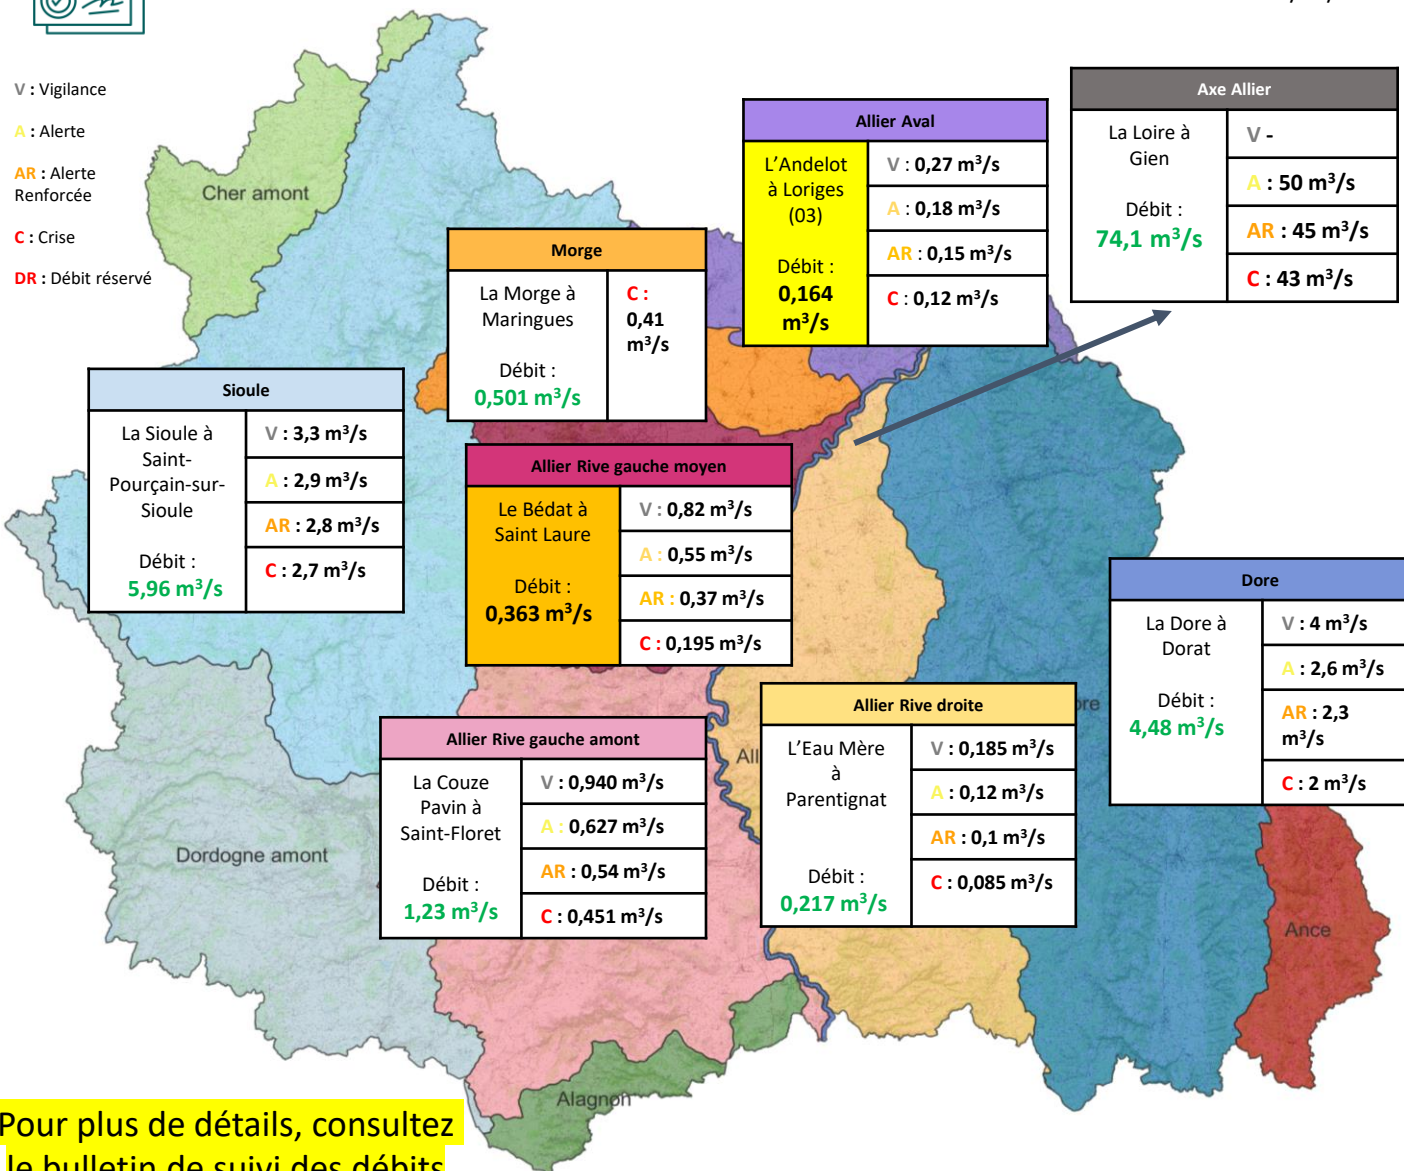 V : Vigilance
A : Alerte
AR : Alerte
Renforcée
C : Crise
DR : Débit réservé
Cher amont
Allier Aval
L'Andelot
à Loriges
(03)
Débit :
0,164
m³/s
V : 0,27 m³/s
A : 0,18 m³/s
AR : 0,15 m³/s
C : 0,12 m³/s
Axe Allier
La Loire à
Gien
Débit :
74,1 m³/s
V -
A : 50 m³/s
AR : 45 m³/s
C : 43 m³/s
Morge
La Morge à
Maringues
Débit :
0,501 m³/s
C :
0,41
m³/s
Sioule
La Sioule à
Saint-
Pourçain-sur-
Sioule
Débit :
5,96 m³/s
V : 3,3 m³/s
A : 2,9 m³/s
AR : 2,8 m³/s
C : 2,7 m³/s
Allier Rive gauche moyen
Le Bédat à
Saint Laure
Débit :
0,363 m³/s
V : 0,82 m³/s
A : 0,55 m³/s
AR : 0,37 m³/s
C : 0,195 m³/s
Dore
La Dore à
Dorat
Débit :
4,48 m³/s
V : 4 m³/s
A : 2,6 m³/s
AR : 2,3
m³/s
C : 2 m³/s
Allier Rive gauche amont
La Couze
Pavin à
Saint-Floret
Débit :
1,23 m³/s
V : 0,940 m³/s
A : 0,627 m³/s
AR : 0,54 m³/s
C : 0,451 m³/s
Allier Rive droite
L'Eau Mère
à
Parentignat
Débit :
0,217 m³/s
V : 0,185 m³/s
A : 0,12 m³/s
AR : 0,1 m³/s
C : 0,085 m³/s
Dordogne amont
Ance
Alagnon
Pour plus de détails, consultez
le bulletin de suivi des débits